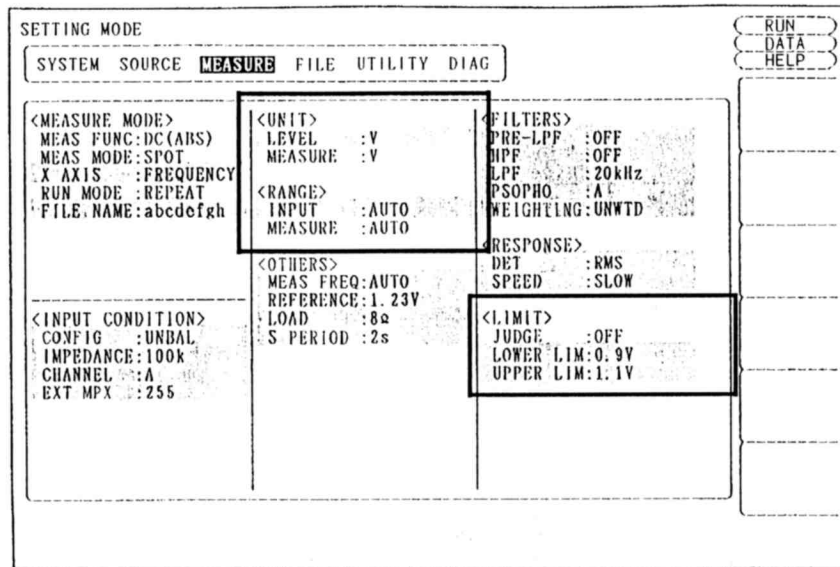 SETTING MODE
SYSTEM SOURCE MEASURE FILE UTILITY DIAG
RUN
DATA
HELP
<MEASURE MODE>
MEAS FUNC:DC(ABS)
MEAS MODE:SPOT
X AXIS :FREQUENCY
RUN MODE :REPEAT
FILE NAME:abcdefgh
<INPUT CONDITION>
CONFIG :UNBAL
IMPEDANCE:100k
CHANNEL :A
EXT MPX :255
<UNIT>
LEVEL :V
MEASURE :V
<RANGE>
INPUT :AUTO
MEASURE :AUTO
<OTHERS>
MEAS FREQ:AUTO
REFERENCE:1.23V
LOAD :8Ω
S PERIOD :2s
<FILTERS>
PRE-LPF :OFF
HPF :OFF
LPF :20kHz
PSOPHO :A
WEIGHTING:UNWTD
<RESPONSE>
DET :RMS
SPEED :SLOW
<LIMIT>
JUDGE :OFF
LOWER LIM:0.9V
UPPER LIM:1.1V